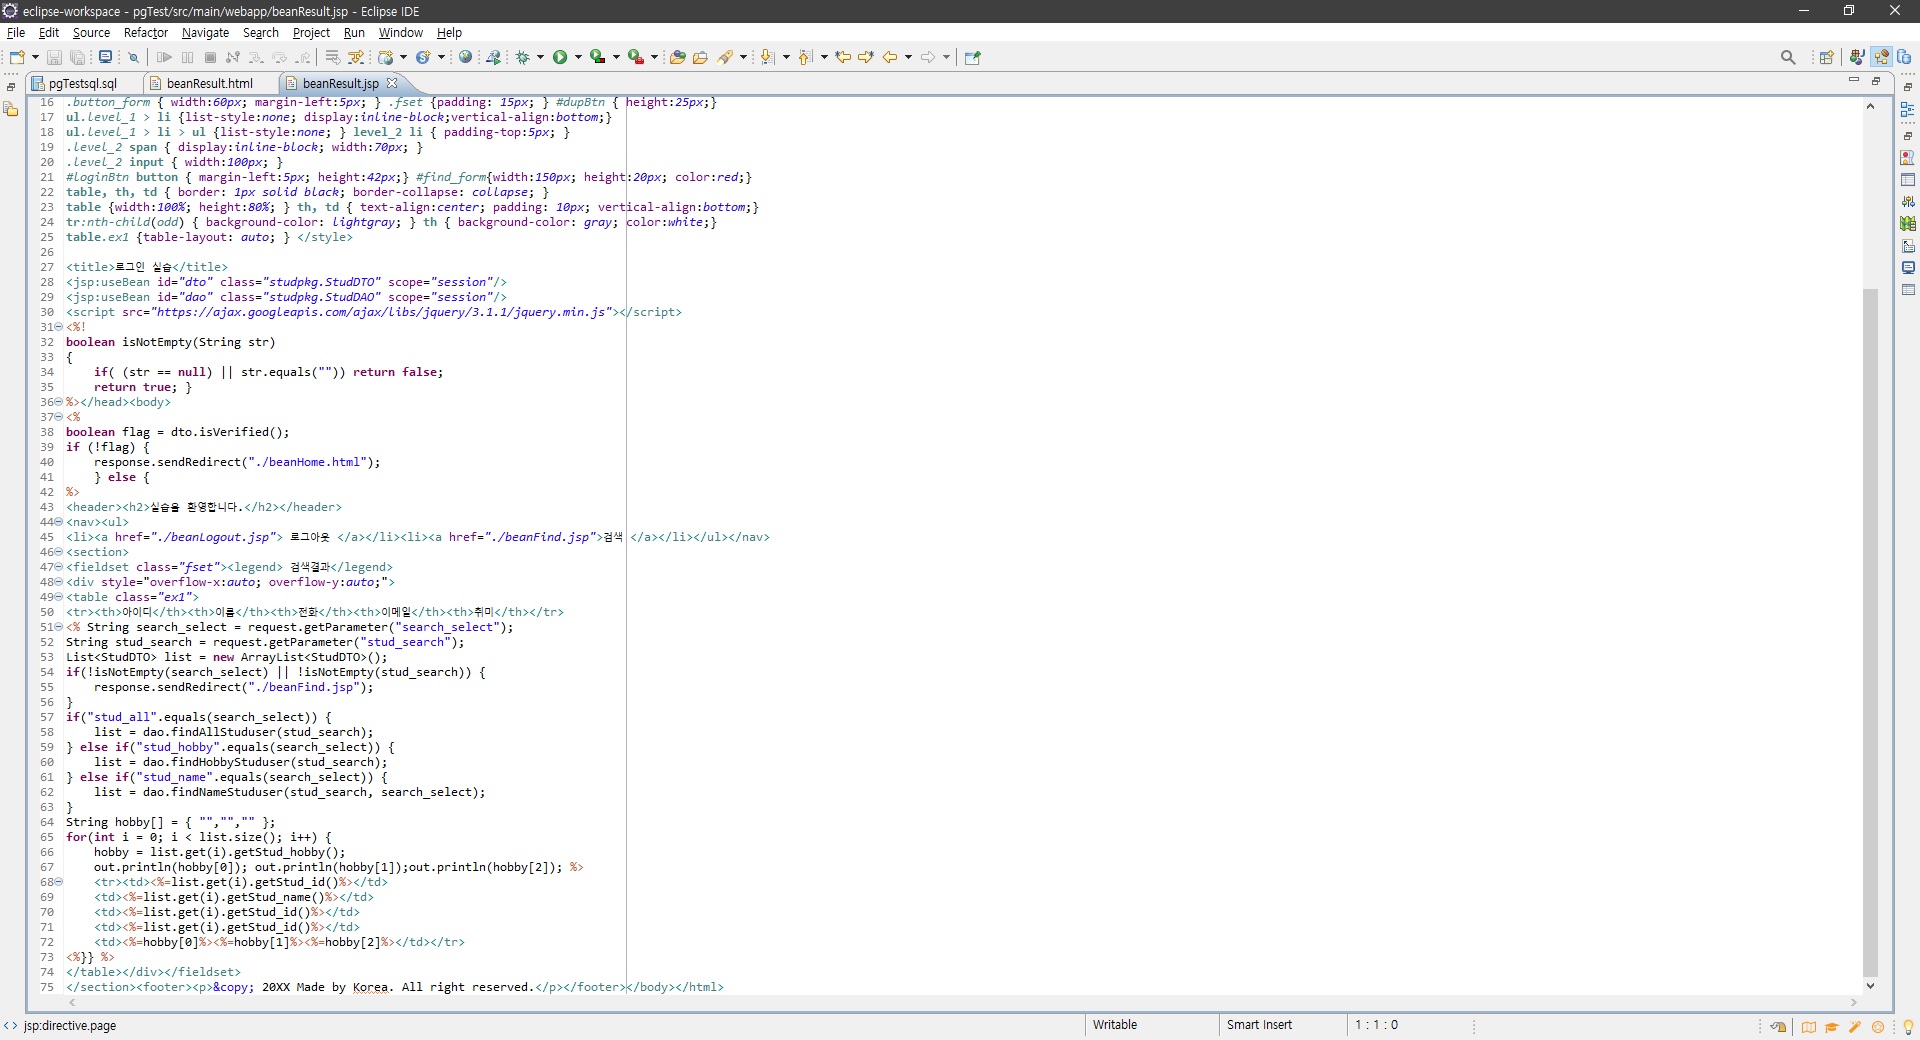 eclipse-workspace - pgTest/src/main/webapp/beanResult.jsp - Eclipse IDE
File Edit Source Refactor Navigate Search Project Run Window Help
pgTestsql.sql beanResult.html beanResult.jsp
16 .button_form { width:60px; margin-left:5px; } .fset {padding: 15px; } #dupBtn { height:25px;}
17 ul.level_1 > li {list-style:none; display:inline-block;vertical-align:bottom;}
18 ul.level_1 > li > ul {list-style:none; } level_2 li { padding-top:5px; }
19 .level_2 span { display:inline-block; width:70px; }
20 .level_2 input { width:100px; }
21 #loginBtn button { margin-left:5px; height:42px;} #find_form{width:150px; height:20px; color:red;}
22 table, th, td { border: 1px solid black; border-collapse: collapse; }
23 table {width:100%; height:80%; } th, td { text-align:center; padding: 10px; vertical-align:bottom;}
24 tr:nth-child(odd) { background-color: lightgray; } th { background-color: gray; color:white;}
25 table.ex1 {table-layout: auto; } </style>
26
27 <title>로그인 실습</title>
28 <jsp:useBean id="dto" class="studpkg.StudDTO" scope="session"/>
29 <jsp:useBean id="dao" class="studpkg.StudDAO" scope="session"/>
30 <script src="https://ajax.googleapis.com/ajax/libs/jquery/3.1.1/jquery.min.js"></script>
31 <%!
32 boolean isNotEmpty(String str)
33 {
34 if( (str == null) || str.equals("")) return false;
35 return true; }
36 %></head><body>
37 <%
38 boolean flag = dto.isVerified();
39 if (!flag) {
40 response.sendRedirect("./beanHome.html");
41 } else {
42 %>
43 <header><h2>실습을 환영합니다.</h2></header>
44 <nav><ul>
45 <li><a href="./beanLogout.jsp"> 로그아웃 </a></li><li><a href="./beanFind.jsp">검색 </a></li></ul></nav>
46 <section>
47 <fieldset class="fset"><legend> 검색결과</legend>
48 <div style="overflow-x:auto; overflow-y:auto;">
49 <table class="ex1">
50 <tr><th>아이디</th><th>이름</th><th>전화</th><th>이메일</th><th>취미</th></tr>
51 <% String search_select = request.getParameter("search_select");
52 String stud_search = request.getParameter("stud_search");
53 List<StudDTO> list = new ArrayList<StudDTO>();
54 if(!isNotEmpty(search_select) || !isNotEmpty(stud_search)) {
55 response.sendRedirect("./beanFind.jsp");
56 }
57 if("stud_all".equals(search_select)) {
58 list = dao.findAllStuduser(stud_search);
59 } else if("stud_hobby".equals(search_select)) {
60 list = dao.findHobbyStuduser(stud_search);
61 } else if("stud_name".equals(search_select)) {
62 list = dao.findNameStuduser(stud_search, search_select);
63 }
64 String hobby[] = { "","","" };
65 for(int i = 0; i < list.size(); i++) {
66 hobby = list.get(i).getStud_hobby();
67 out.println(hobby[0]); out.println(hobby[1]);out.println(hobby[2]); %>
68 <tr><td><%=list.get(i).getStud_id()%></td>
69 <td><%=list.get(i).getStud_name()%></td>
70 <td><%=list.get(i).getStud_id()%></td>
71 <td><%=list.get(i).getStud_id()%></td>
72 <td><%=hobby[0]%><%=hobby[1]%><%=hobby[2]%></td></tr>
73 <%}} %>
74 </table></div></fieldset>
75 </section><footer><p>&copy; 20XX Made by Korea. All right reserved.</p></footer></body></html>
jsp:directive.page Writable Smart Insert 1 : 1 : 0